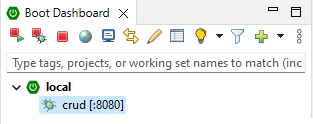 Boot Dashboard
Type tags, projects, or working set names to match (inc
local
crud [:8080]